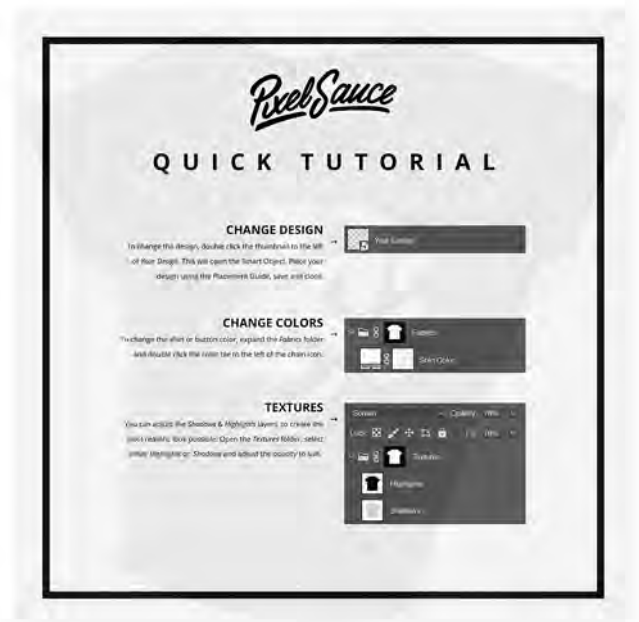 PixelSauce
QUICK TUTORIAL
CHANGE DESIGN
To change the design, double click the thumbnail to the left
of Your Design. This will open the Smart Object. Place your
design using the Placement Guide, save and close.
Your Design
CHANGE COLORS
To change the shirt or button color, expand the Fabrics folder
and double click the color tile to the left of the chain icon.
Fabrics
Shirt Color
TEXTURES
You can adjust the Shadows & Highlights layers, to create the
most realistic look possible. Open the Textures folder, select
either Highlights or Shadows and adjust the opacity to suit.
Screen
Opacity: 70%
Lock:
Textures
Highlights
Shadows